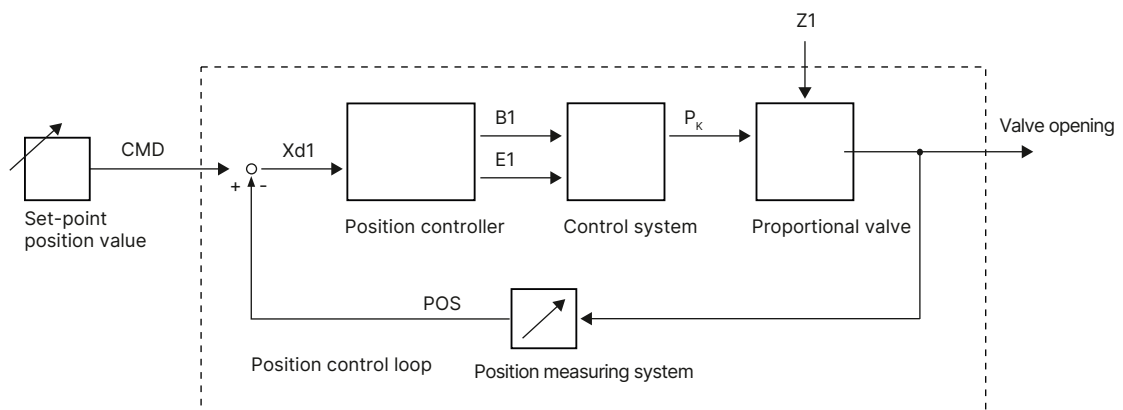 Z1
Valve opening
CMD
Xd1
B1
E1
PK
+ -
Set-point
position value
Position controller
Control system
Proportional valve
POS
Position control loop
Position measuring system